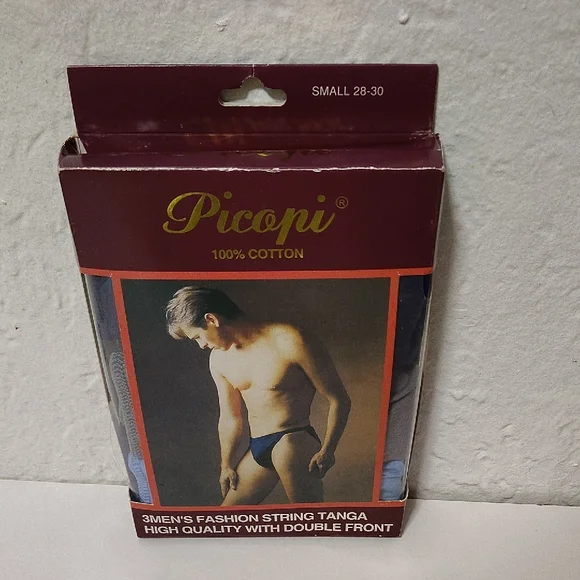 SMALL 28-30
Picopi®
100% COTTON
3MEN'S FASHION STRING TANGA
HIGH QUALITY WITH DOUBLE FRONT